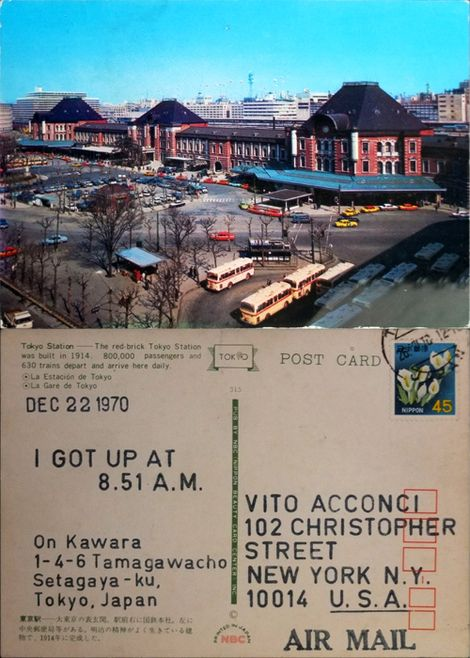 Tokyo Station —— The red-brick Tokyo Station
was built in 1914. 800,000 passengers and
630 trains depart and arrive here daily.
La Estación de Tokyo
La Gare de Tokyo
TOKYO
POST CARD
313
NIPPON 45
DEC 22 1970
I GOT UP AT
8.51 A.M.
On Kawara
1-4-6 Tamagawacho
Setagaya-ku,
Tokyo, Japan
PUB BY NBC (NIPPON BEAUTY CARD CENTER) INC
VITO ACCONCI
102 CHRISTOPHER
STREET
NEW YORK N.Y.
10014 U.S.A.
東京駅——大東京の表玄関。駅前右に国鉄本社。左に
中央郵便局等がある。明治の精神がよく生きている建
物で、1914年に完成した。
©
PRINTED IN JAPAN
NBC
AIR MAIL